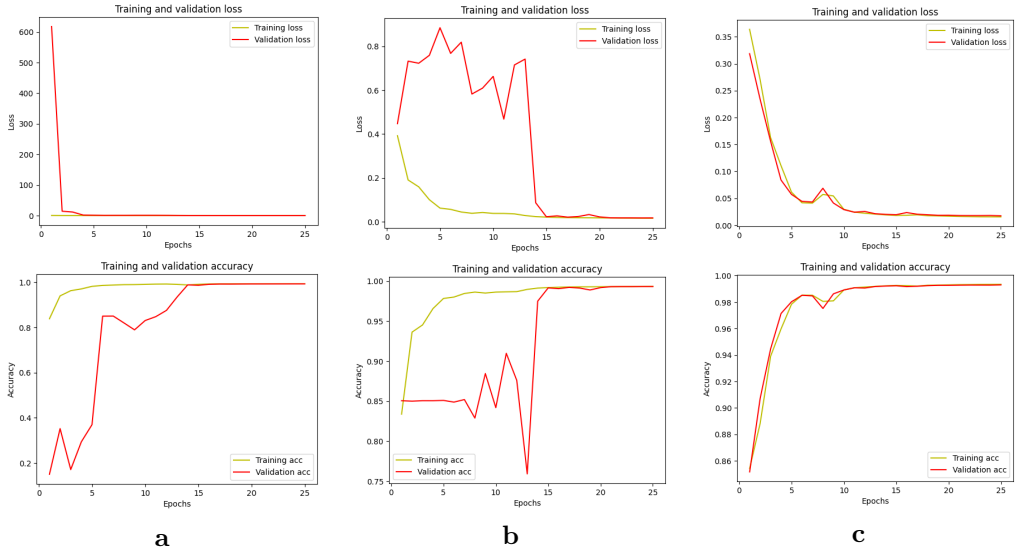 Training and validation loss
600
500
400
300
200
100
0
Loss
Training loss
Validation loss
0 5 10 15 20 25
Epochs
Training and validation accuracy
1.0
0.8
0.6
0.4
0.2
Accuracy
Training acc
Validation acc
0 5 10 15 20 25
Epochs
a
Training and validation loss
0.8
0.6
0.4
0.2
0.0
Loss
Training loss
Validation loss
0 5 10 15 20 25
Epochs
Training and validation accuracy
1.00
0.95
0.90
0.85
0.80
0.75
Accuracy
Training acc
Validation acc
0 5 10 15 20 25
Epochs
b
Training and validation loss
0.35
0.30
0.25
0.20
0.15
0.10
0.05
0.00
Loss
Training loss
Validation loss
0 5 10 15 20 25
Epochs
Training and validation accuracy
1.00
0.98
0.96
0.94
0.92
0.90
0.88
0.86
Accuracy
Training acc
Validation acc
0 5 10 15 20 25
Epochs
c